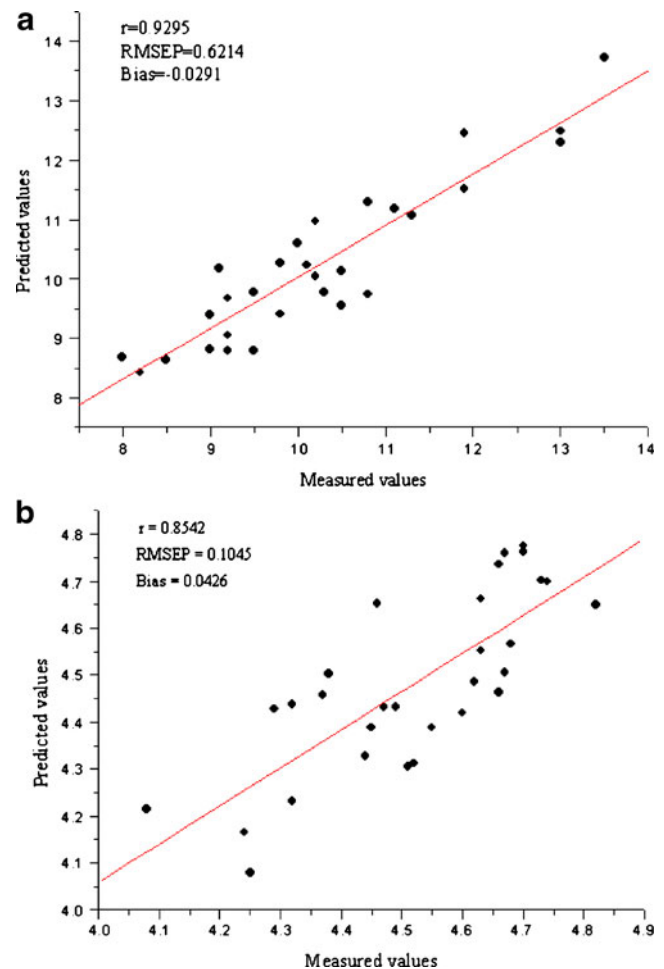 a
r=0.9295
RMSEP=0.6214
Bias=-0.0291
14
13
12
11
10
9
8
Predicted values
8 9 10 11 12 13 14
Measured values
b
r = 0.8542
RMSEP = 0.1045
Bias = 0.0426
4.8
4.7
4.6
4.5
4.4
4.3
4.2
4.1
4.0
Predicted values
4.0 4.1 4.2 4.3 4.4 4.5 4.6 4.7 4.8 4.9
Measured values